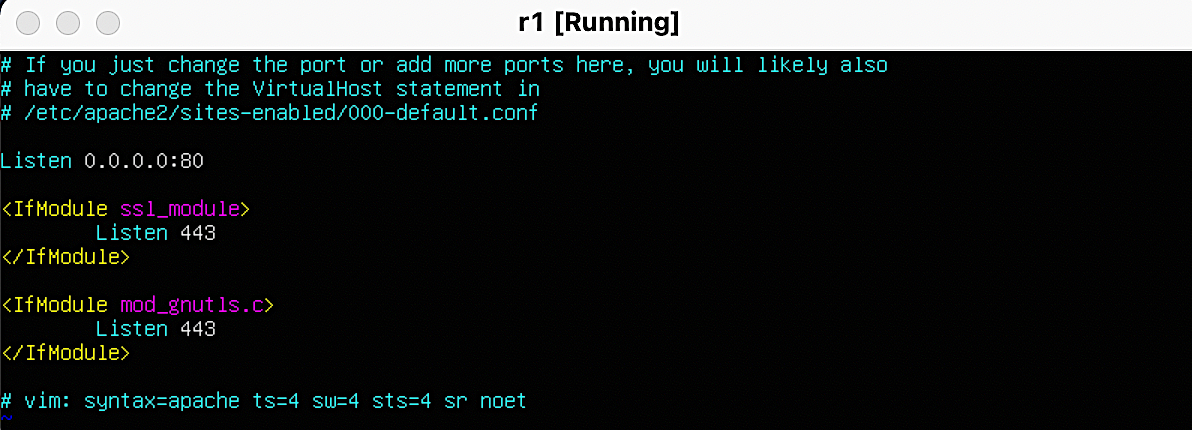 r1 [Running]
# If you just change the port or add more ports here, you will likely also
# have to change the VirtualHost statement in
# /etc/apache2/sites-enabled/000-default.conf
Listen 0.0.0.0:80
<IfModule ssl_module>
        Listen 443
</IfModule>
<IfModule mod_gnutls.c>
        Listen 443
</IfModule>
# vim: syntax=apache ts=4 sw=4 sts=4 sr noet
~